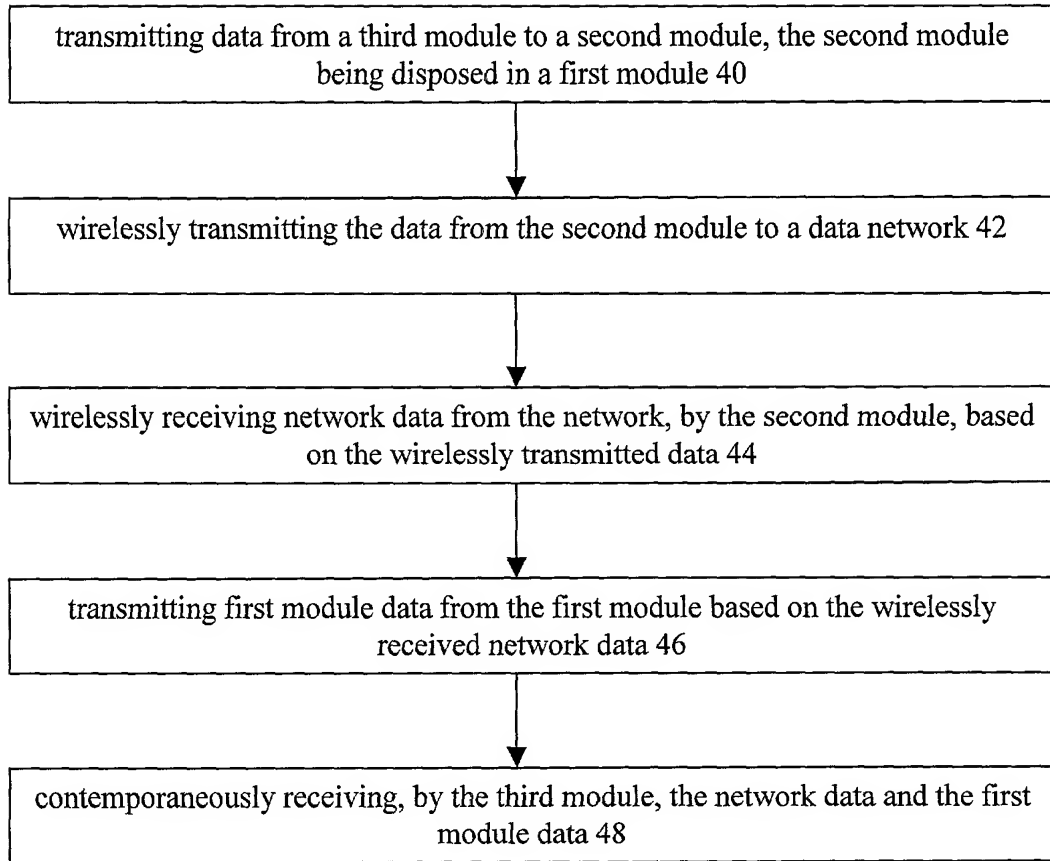 transmitting data from a third module to a second module, the second module
being disposed in a first module 40
wirelessly transmitting the data from the second module to a data network 42
wirelessly receiving network data from the network, by the second module, based
on the wirelessly transmitted data 44
transmitting first module data from the first module based on the wirelessly
received network data 46
contemporaneously receiving, by the third module, the network data and the first
module data 48